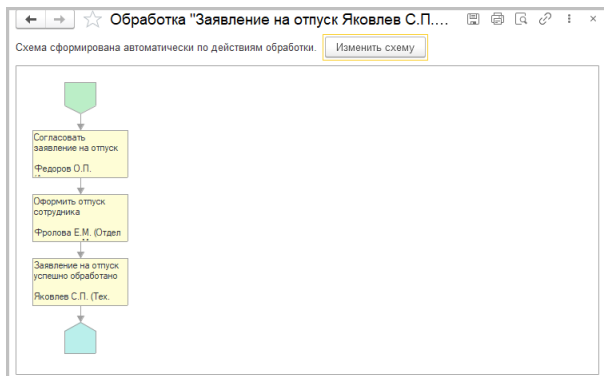 Обработка "Заявление на отпуск Яковлев С.П....
Схема сформирована автоматически по действиям обработки.
Изменить схему
Согласовать
заявление на отпуск
Федоров О.П.
Оформить отпуск
сотрудника
Фролова Е.М. (Отдел
Заявление на отпуск
успешно обработано
Яковлев С.П. (Тех.